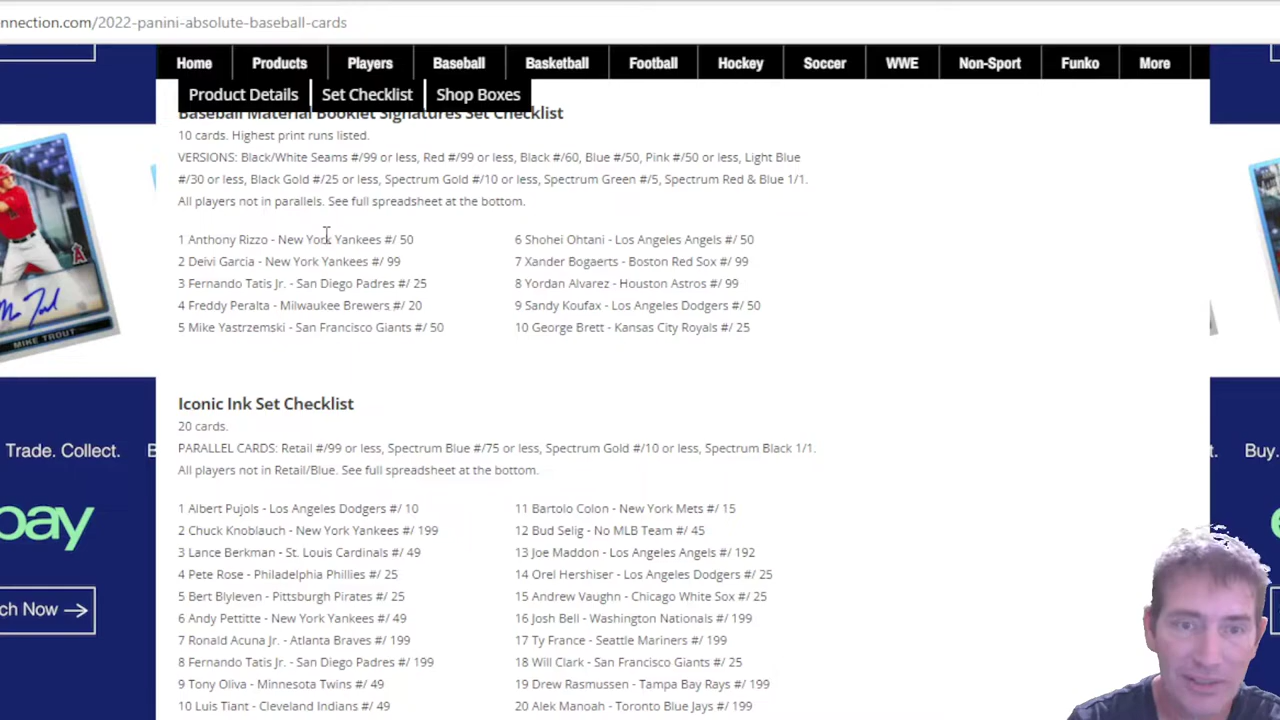 nnection.com/2022-panini-absolute-baseball-cards
Home Products Players Baseball Basketball Football Hockey Soccer WWE Non-Sport Funko More
Product Details Set Checklist Shop Boxes
Baseball Material Booklet Signatures Set Checklist
10 cards. Highest print runs listed.
VERSIONS: Black/White Seams #/99 or less, Red #/99 or less, Black #/60, Blue #/50, Pink #/50 or less, Light Blue
#/30 or less, Black Gold #/25 or less, Spectrum Gold #/10 or less, Spectrum Green #/5, Spectrum Red & Blue 1/1.
All players not in parallels. See full spreadsheet at the bottom.
1 Anthony Rizzo - New York Yankees #/ 50
2 Deivi Garcia - New York Yankees #/ 99
3 Fernando Tatis Jr. - San Diego Padres #/ 25
4 Freddy Peralta - Milwaukee Brewers #/ 20
5 Mike Yastrzemski - San Francisco Giants #/ 50
6 Shohei Ohtani - Los Angeles Angels #/ 50
7 Xander Bogaerts - Boston Red Sox #/ 99
8 Yordan Alvarez - Houston Astros #/ 99
9 Sandy Koufax - Los Angeles Dodgers #/ 50
10 George Brett - Kansas City Royals #/ 25
Iconic Ink Set Checklist
20 cards.
PARALLEL CARDS: Retail #/99 or less, Spectrum Blue #/75 or less, Spectrum Gold #/10 or less, Spectrum Black 1/1.
All players not in Retail/Blue. See full spreadsheet at the bottom.
1 Albert Pujols - Los Angeles Dodgers #/ 10
2 Chuck Knoblauch - New York Yankees #/ 199
3 Lance Berkman - St. Louis Cardinals #/ 49
4 Pete Rose - Philadelphia Phillies #/ 25
5 Bert Blyleven - Pittsburgh Pirates #/ 25
6 Andy Pettitte - New York Yankees #/ 49
7 Ronald Acuna Jr. - Atlanta Braves #/ 199
8 Fernando Tatis Jr. - San Diego Padres #/ 199
9 Tony Oliva - Minnesota Twins #/ 49
10 Luis Tiant - Cleveland Indians #/ 49
11 Bartolo Colon - New York Mets #/ 15
12 Bud Selig - No MLB Team #/ 45
13 Joe Maddon - Los Angeles Angels #/ 192
14 Orel Hershiser - Los Angeles Dodgers #/ 25
15 Andrew Vaughn - Chicago White Sox #/ 25
16 Josh Bell - Washington Nationals #/ 199
17 Ty France - Seattle Mariners #/ 199
18 Will Clark - San Francisco Giants #/ 25
19 Drew Rasmussen - Tampa Bay Rays #/ 199
20 Alek Manoah - Toronto Blue Jays #/ 199
MIKE TROUT
Trade. Collect. B
bay
ch Now
t. Buy.